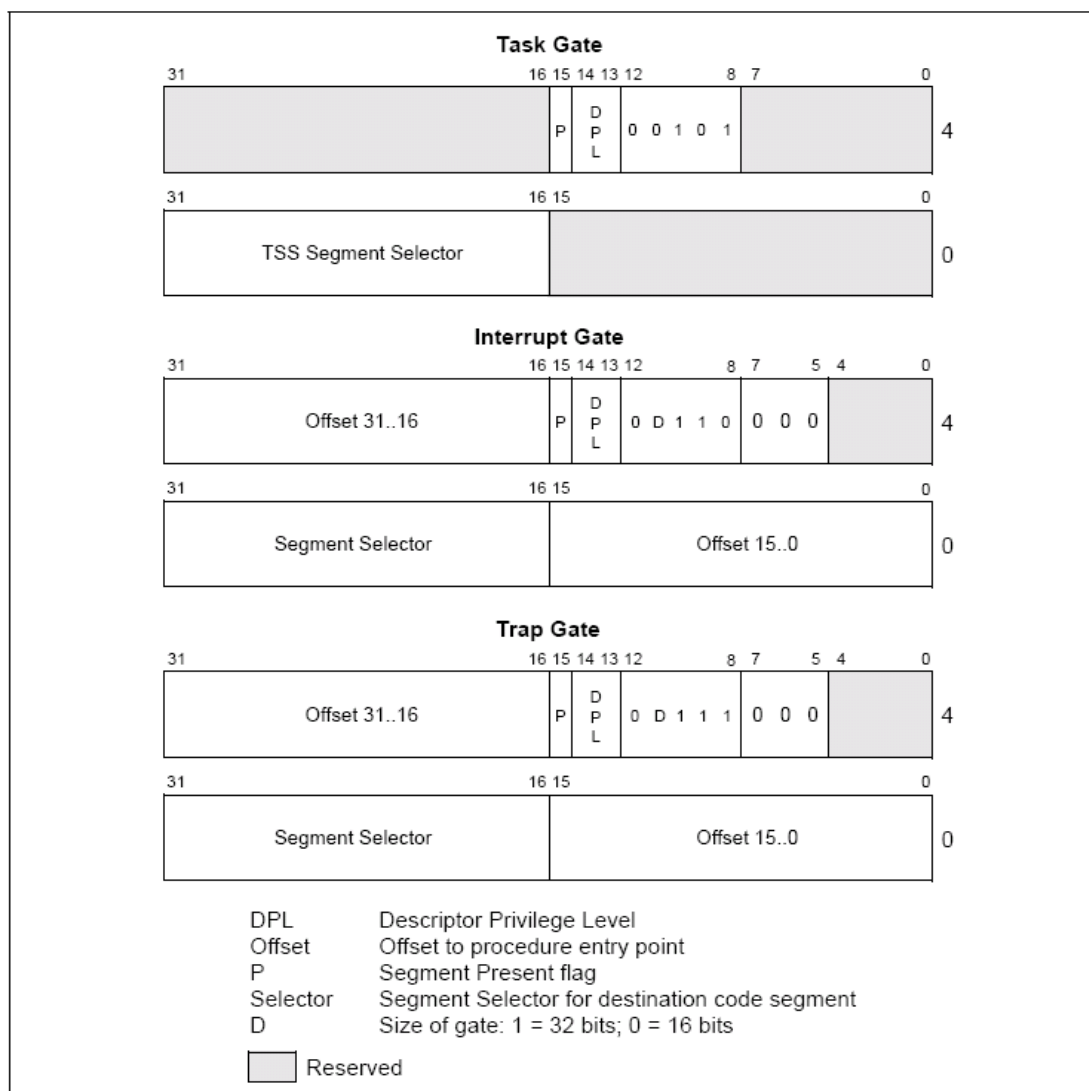 Task Gate
31 16 15 14 13 12 8 7 0
P D P L 0 0 1 0 1 4
31 16 15 0
TSS Segment Selector 0
Interrupt Gate
31 16 15 14 13 12 8 7 5 4 0
Offset 31..16 P D P L 0 D 1 1 0 0 0 0 4
31 16 15 0
Segment Selector Offset 15..0 0
Trap Gate
31 16 15 14 13 12 8 7 5 4 0
Offset 31..16 P D P L 0 D 1 1 1 0 0 0 4
31 16 15 0
Segment Selector Offset 15..0 0
DPL Descriptor Privilege Level
Offset Offset to procedure entry point
P Segment Present flag
Selector Segment Selector for destination code segment
D Size of gate: 1 = 32 bits; 0 = 16 bits
Reserved